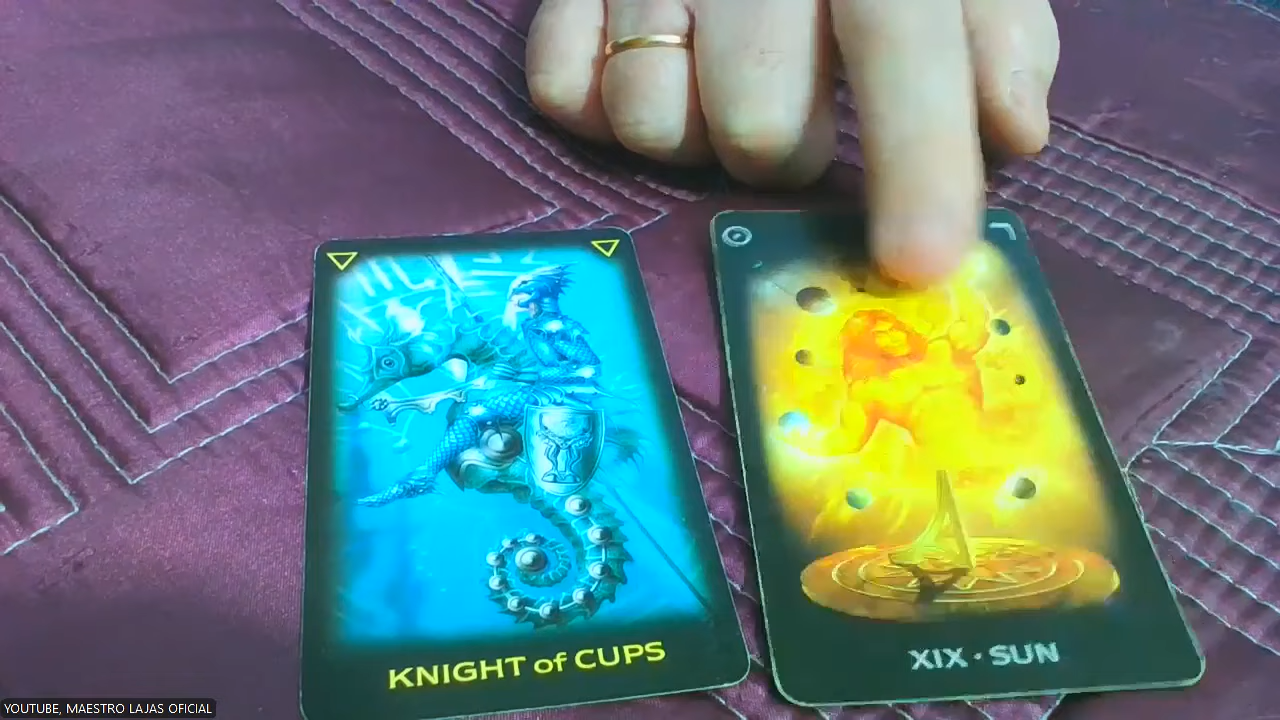 KNIGHT of CUPS
XIX · SUN
YOUTUBE, MAESTRO LAJAS OFICIAL